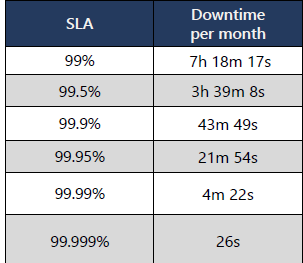 SLA Downtime
per month
99% 7h 18m 17s
99.5% 3h 39m 8s
99.9% 43m 49s
99.95% 21m 54s
99.99% 4m 22s
99.999% 26s